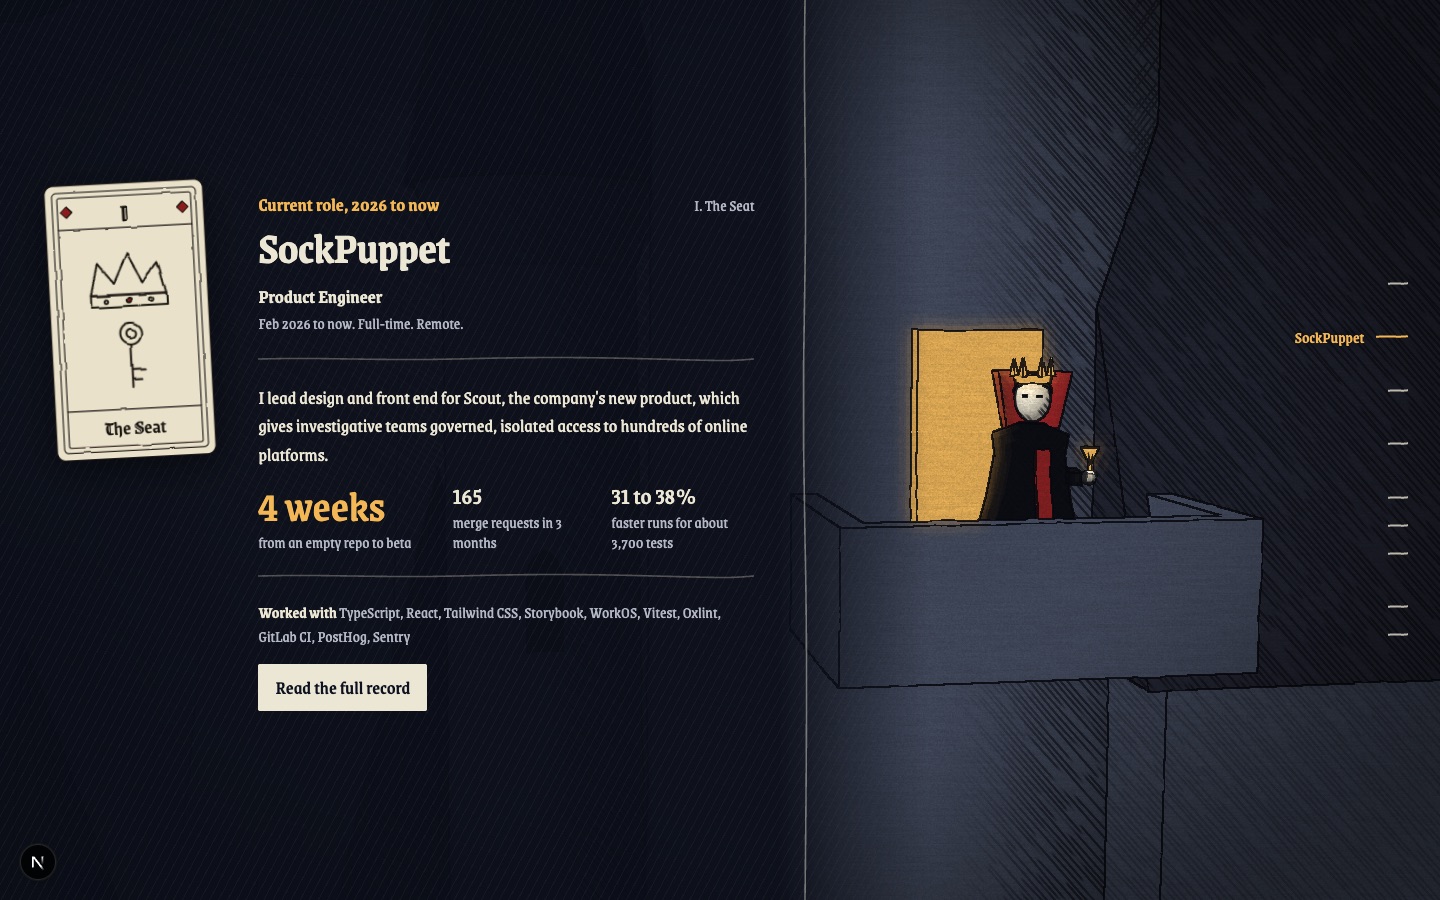 I
The Seat
Current role, 2026 to now
I. The Seat
SockPuppet
Product Engineer
Feb 2026 to now. Full-time. Remote.
I lead design and front end for Scout, the company's new product, which
gives investigative teams governed, isolated access to hundreds of online
platforms.
4 weeks
from an empty repo to beta
165
merge requests in 3
months
31 to 38%
faster runs for about
3,700 tests
Worked with TypeScript, React, Tailwind CSS, Storybook, WorkOS, Vitest, Oxlint,
GitLab CI, PostHog, Sentry
Read the full record
SockPuppet
N